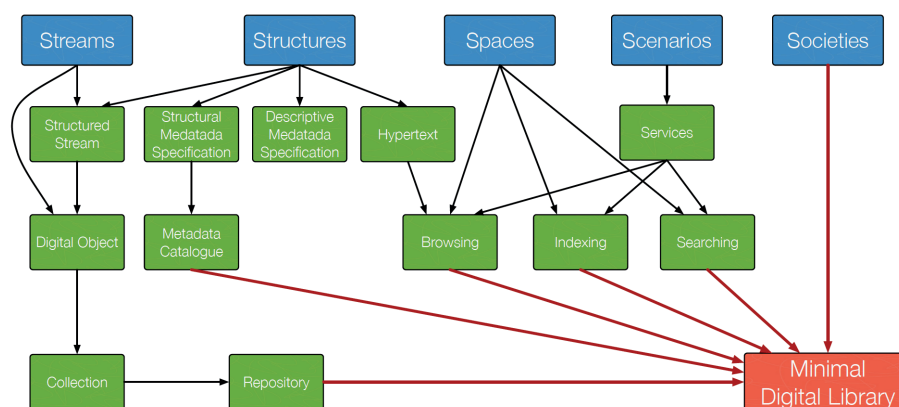 Streams
Structures
Spaces
Scenarios
Societies
Structured
Stream
Structural
Medatada
Specification
Descriptive
Medatada
Specification
Hypertext
Services
Digital Object
Metadata
Catalogue
Browsing
Indexing
Searching
Collection
Repository
Minimal
Digital Library